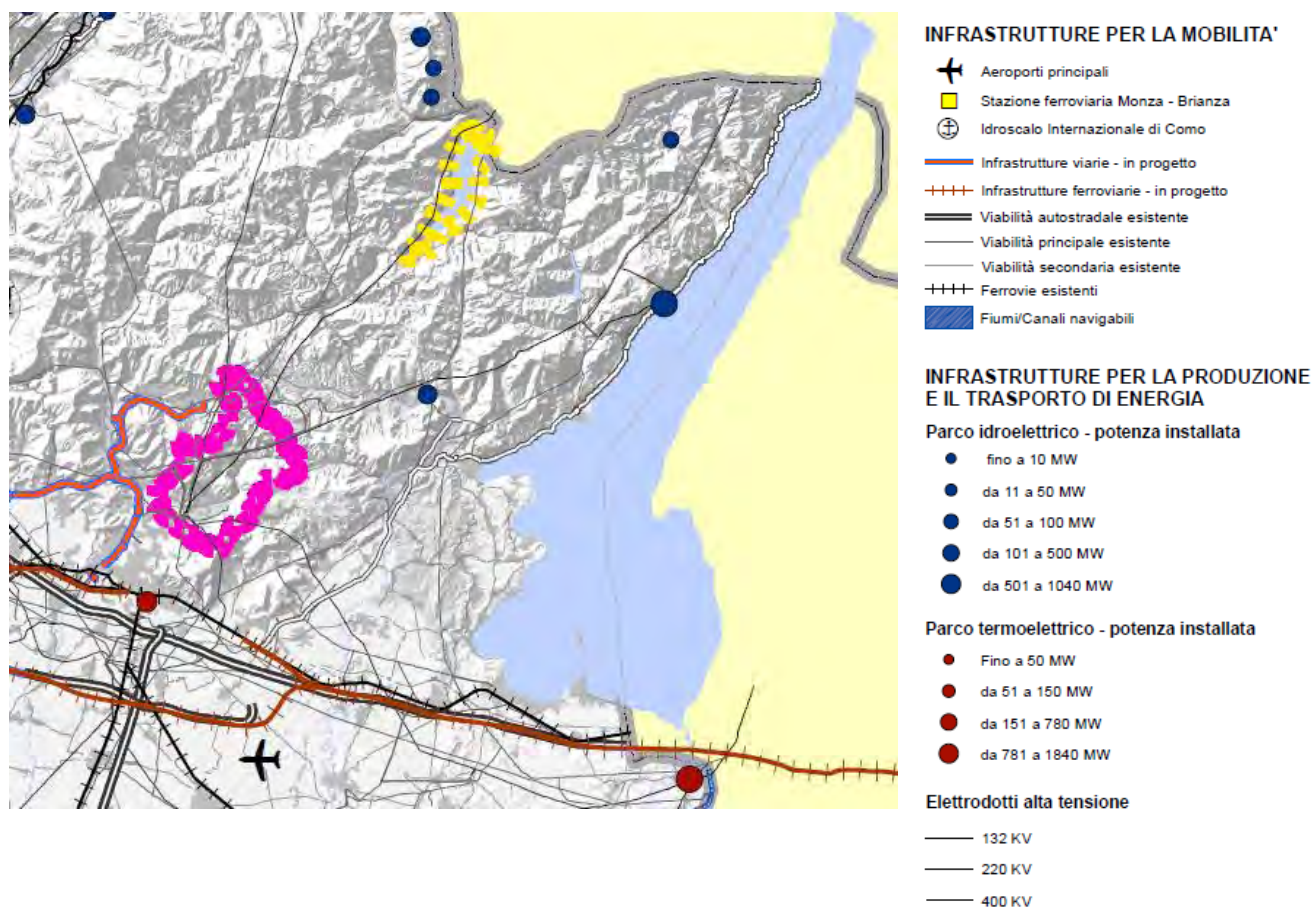 INFRASTRUTTURE PER LA MOBILITA'
Aeroporti principali
Stazione ferroviaria Monza - Brianza
Idroscalo Internazionale di Como
Infrastrutture viarie - in progetto
Infrastrutture ferroviarie - in progetto
Viabilità autostradale esistente
Viabilità principale esistente
Viabilità secondaria esistente
Ferrovie esistenti
Fiumi/Canali navigabili
INFRASTRUTTURE PER LA PRODUZIONE
E IL TRASPORTO DI ENERGIA
Parco idroelettrico - potenza installata
fino a 10 MW
da 11 a 50 MW
da 51 a 100 MW
da 101 a 500 MW
da 501 a 1040 MW
Parco termoelettrico - potenza installata
Fino a 50 MW
da 51 a 150 MW
da 151 a 780 MW
da 781 a 1840 MW
Elettrodotti alta tensione
132 KV
220 KV
400 KV